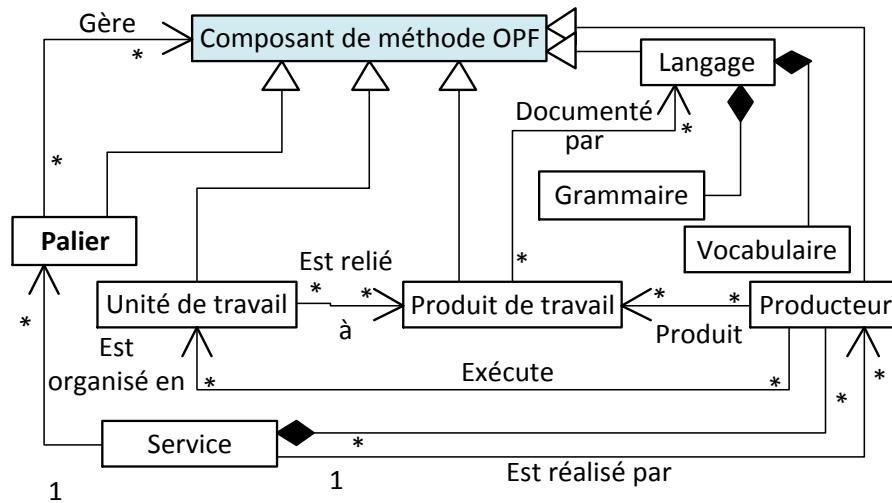 Gère
*
Composant de méthode OPF
Langage
Documenté
par
*
*
Grammaire
Palier
Vocabulaire
*
Est relié
à
*
*
Unité de travail
Produit de travail
*
*
Producteur
Produit
*
Est
organisé en
*
Exécute
*
*
*
Service
*
Est réalisé par
1
1